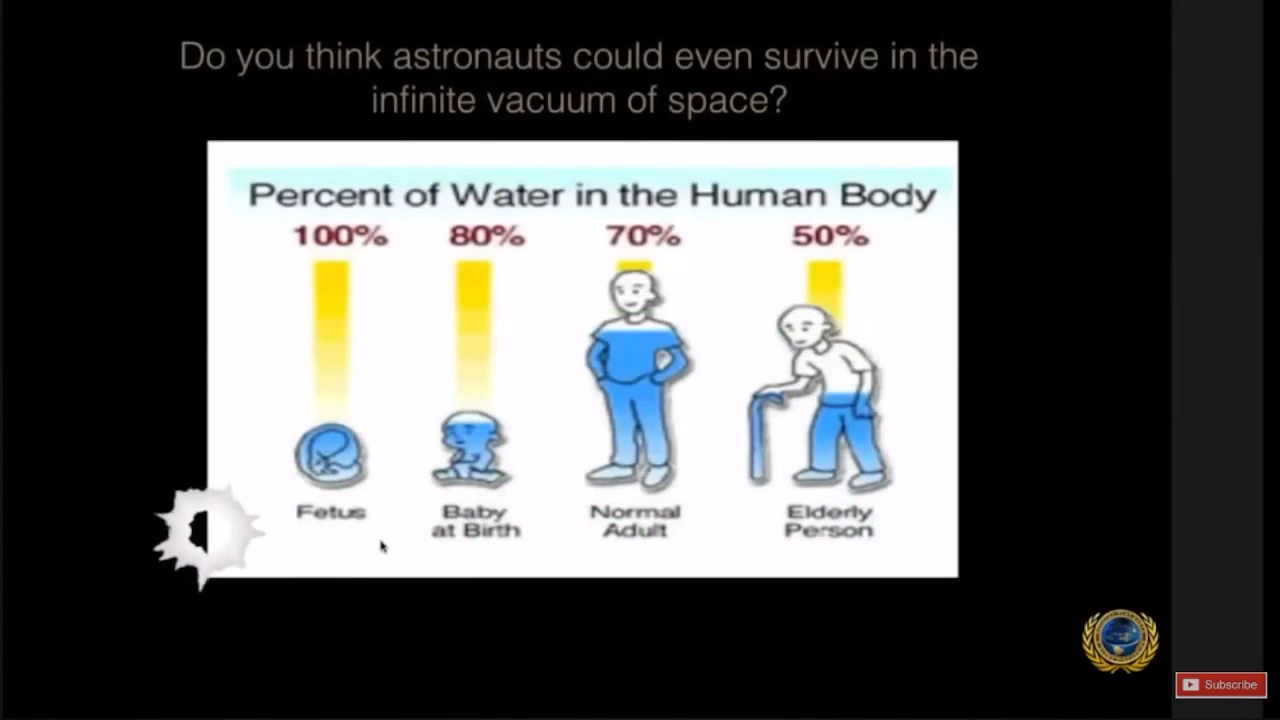 Do you think astronauts could even survive in the
infinite vacuum of space?
Percent of Water in the Human Body
100% 80% 70% 50%
Fetus Baby Normal Elderly
at Birth Adult Person
Subscribe